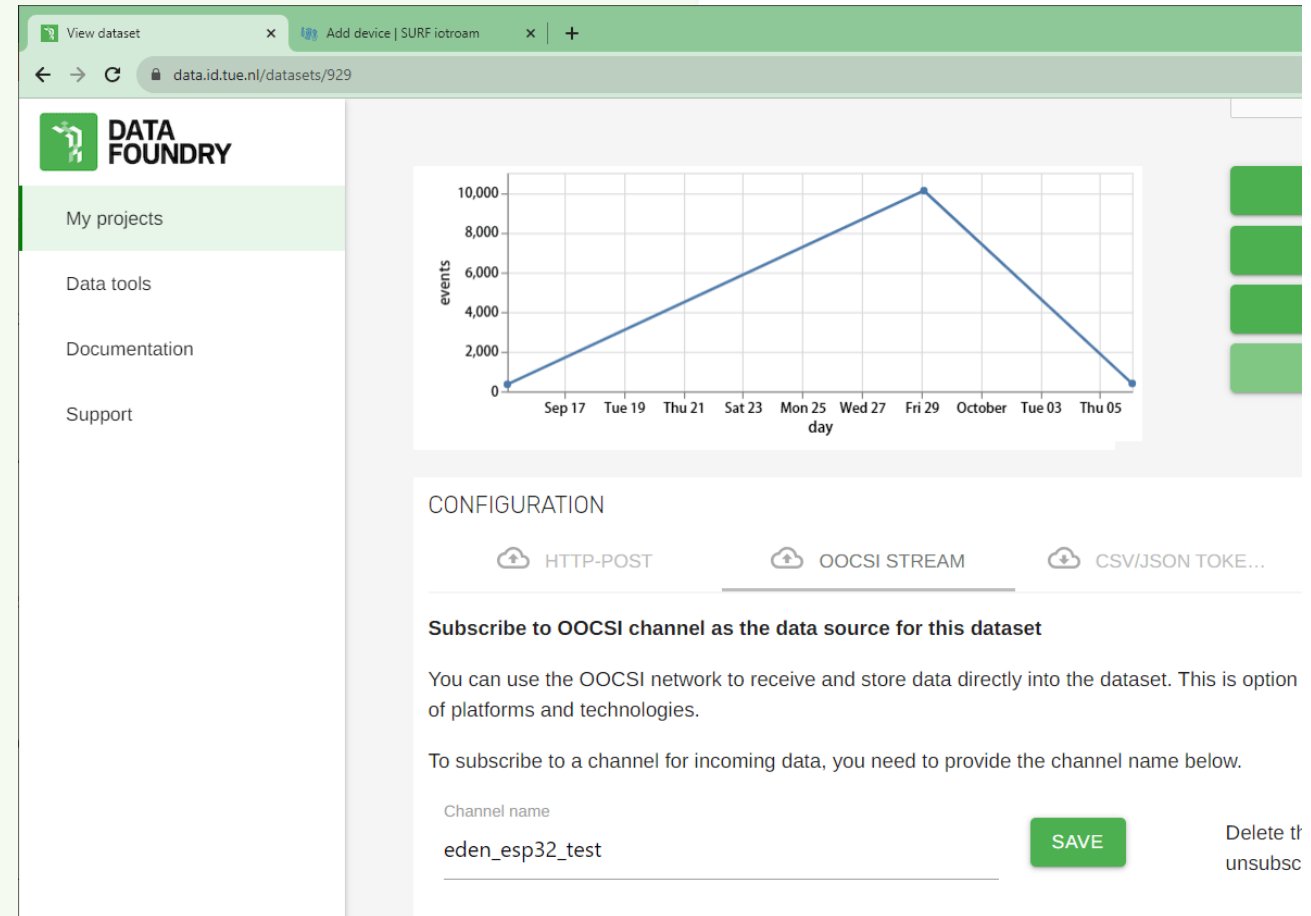 View dataset
Add device | SURF iotroam
data.id.tue.nl/datasets/929
DATA
FOUNDRY
My projects
Data tools
Documentation
Support
10,000
8,000
6,000
4,000
2,000
0
events
Sep 17 Tue 19 Thu 21 Sat 23 Mon 25 Wed 27 Fri 29 October Tue 03 Thu 05
day
CONFIGURATION
HTTP-POST OOCSI STREAM CSV/JSON TOKE...
Subscribe to OOCSI channel as the data source for this dataset
You can use the OOCSI network to receive and store data directly into the dataset. This is option
of platforms and technologies.
To subscribe to a channel for incoming data, you need to provide the channel name below.
Channel name
eden_esp32_test
SAVE
Delete th
unsubsc